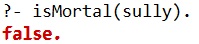 ?- isMortal(sully).
false.